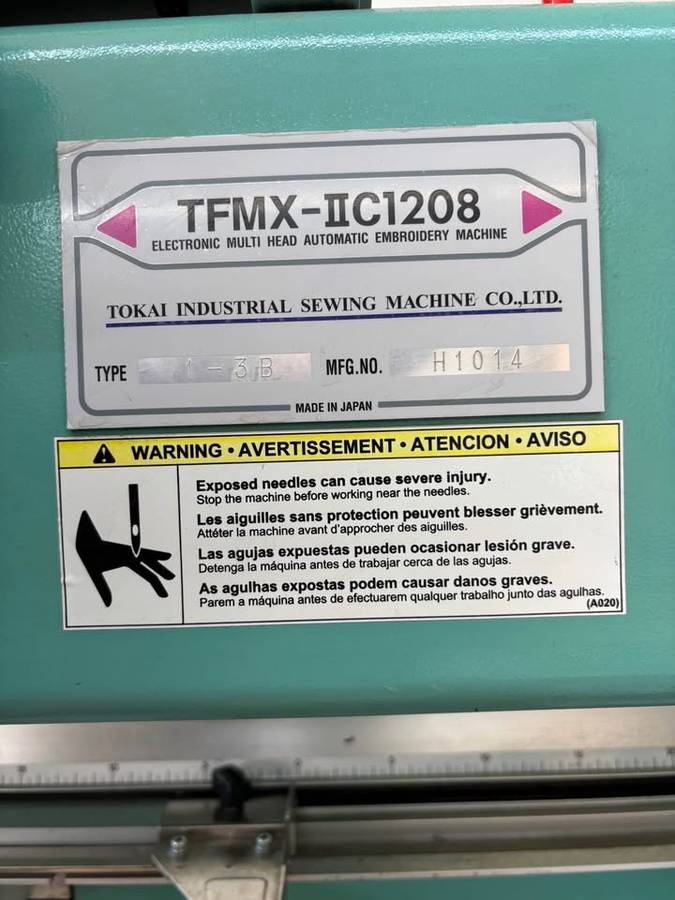 TFMX-IIC1208
ELECTRONIC MULTI HEAD AUTOMATIC EMBROIDERY MACHINE
TOKAI INDUSTRIAL SEWING MACHINE CO.,LTD.
TYPE 1-3B MFG.NO. H1014
MADE IN JAPAN
WARNING • AVERTISSEMENT • ATENCION • AVISO
Exposed needles can cause severe injury.
Stop the machine before working near the needles.
Les aiguilles sans protection peuvent blesser grièvement.
Attéter la machine avant d'approcher des aiguilles.
Las agujas expuestas pueden ocasionar lesión grave.
Detenga la máquina antes de trabajar cerca de las agujas.
As agulhas expostas podem causar danos graves.
Parem a máquina antes de efectuarem qualquer trabalho junto das agulhas.
(A020)